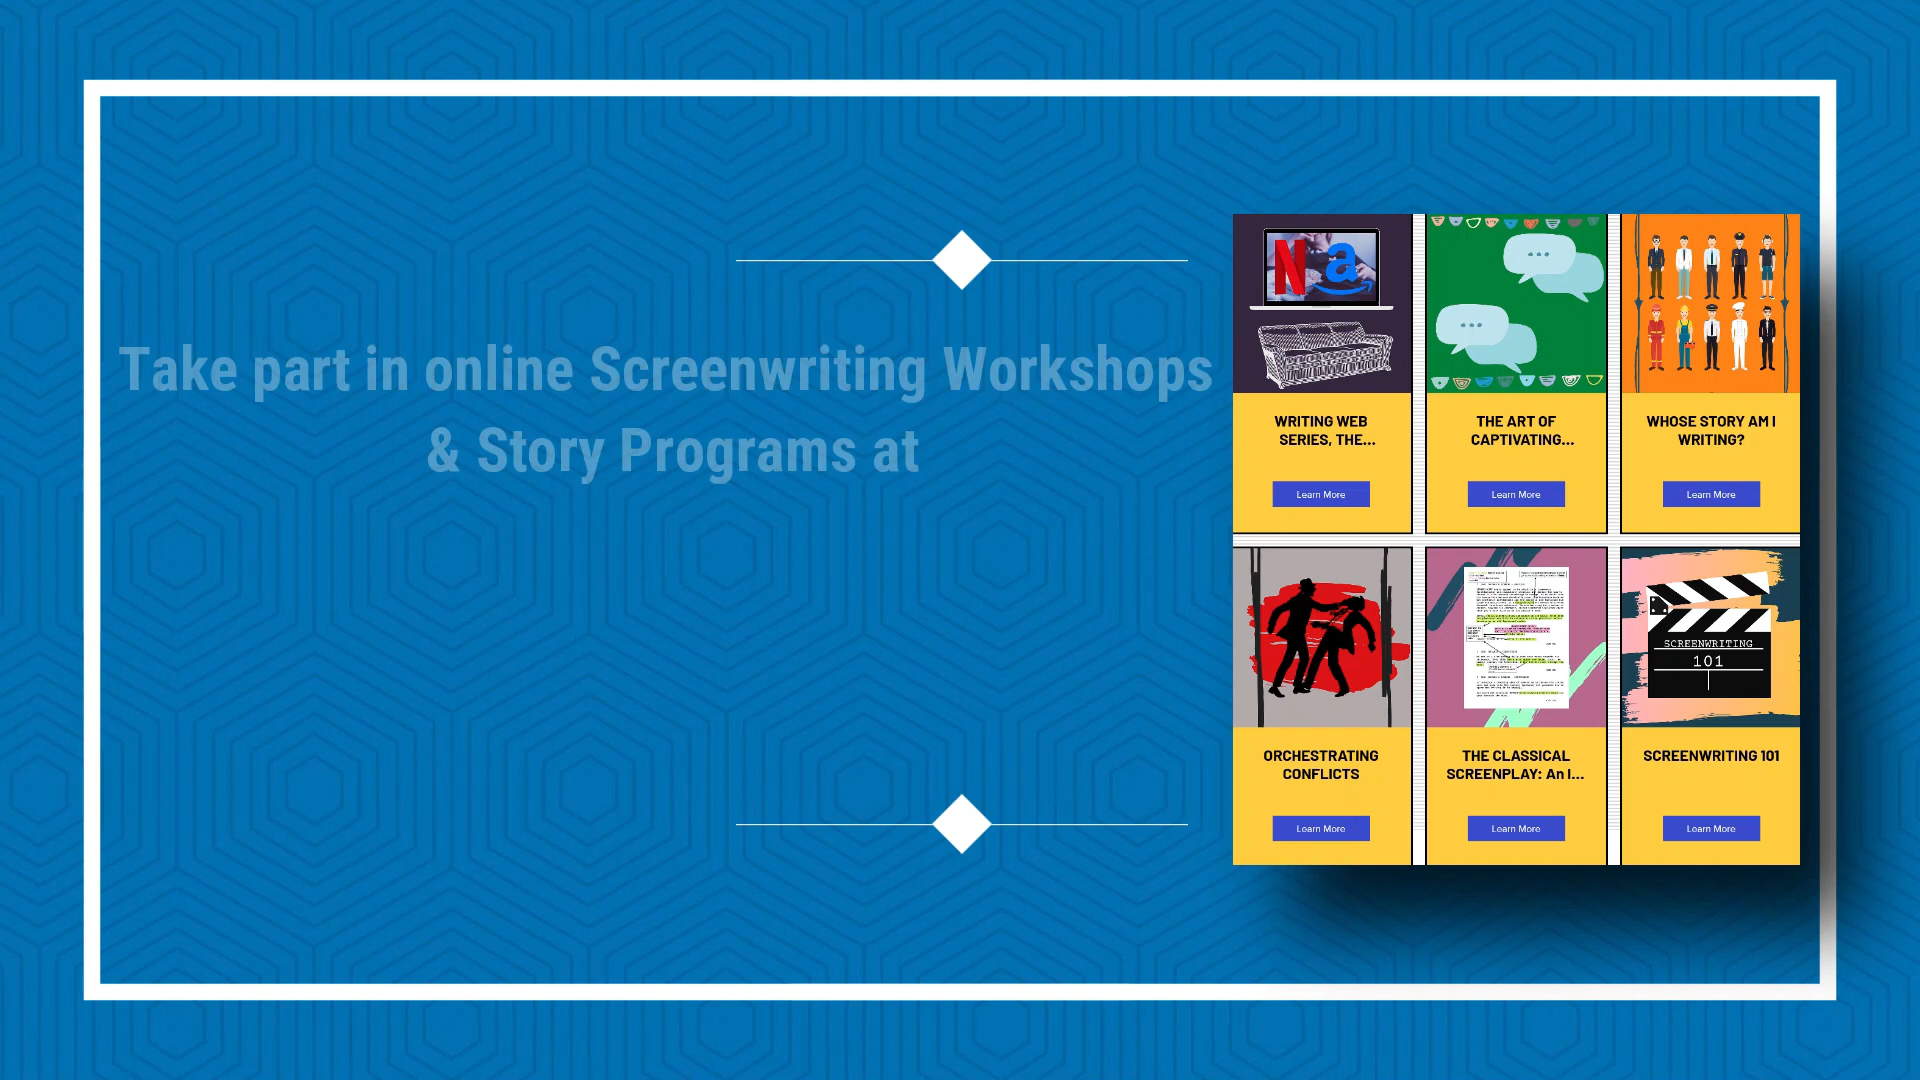 Take part in online Screenwriting Workshops
& Story Programs at
N a
WRITING WEB
SERIES, THE...
Learn More
THE ART OF
CAPTIVATING...
Learn More
WHOSE STORY AM I
WRITING?
Learn More
ORCHESTRATING
CONFLICTS
Learn More
THE CLASSICAL
SCREENPLAY: An I...
Learn More
SCREENWRITING
101
SCREENWRITING 101
Learn More